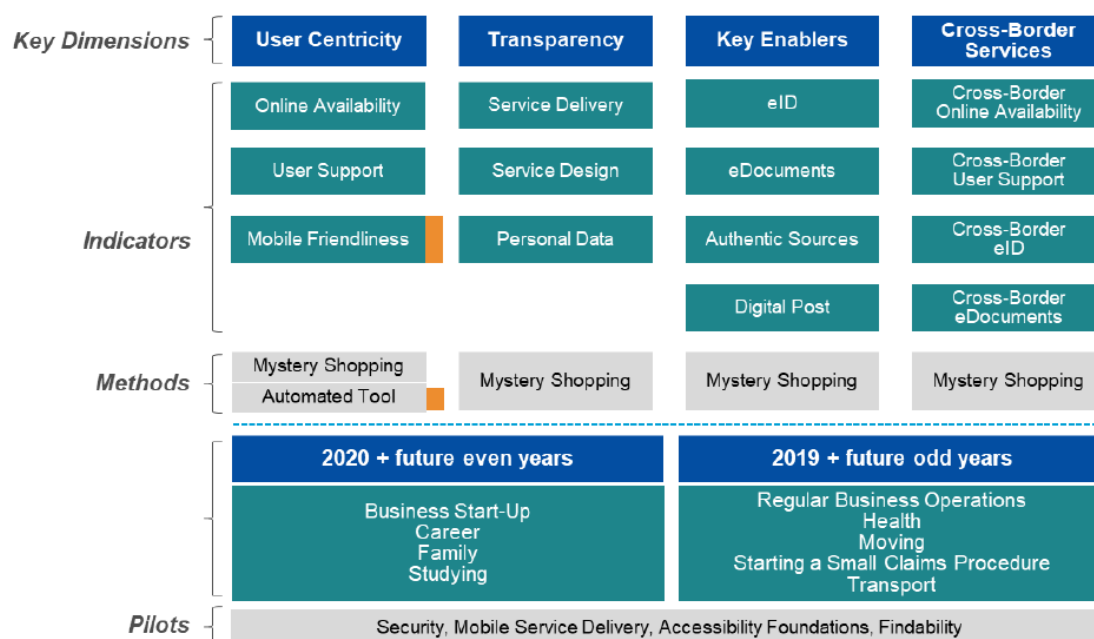 Key Dimensions
User Centricity
Transparency
Key Enablers
Cross-Border
Services
Indicators
Online Availability
Service Delivery
eID
Cross-Border
Online Availability
User Support
Service Design
eDocuments
Cross-Border
User Support
Mobile Friendliness
Personal Data
Authentic Sources
Cross-Border
eID
Digital Post
Cross-Border
eDocuments
Methods
Mystery Shopping
Automated Tool
Mystery Shopping
Mystery Shopping
Mystery Shopping
2020 + future even years
2019 + future odd years
Business Start-Up
Career
Family
Studying
Regular Business Operations
Health
Moving
Starting a Small Claims Procedure
Transport
Pilots
Security, Mobile Service Delivery, Accessibility Foundations, Findability